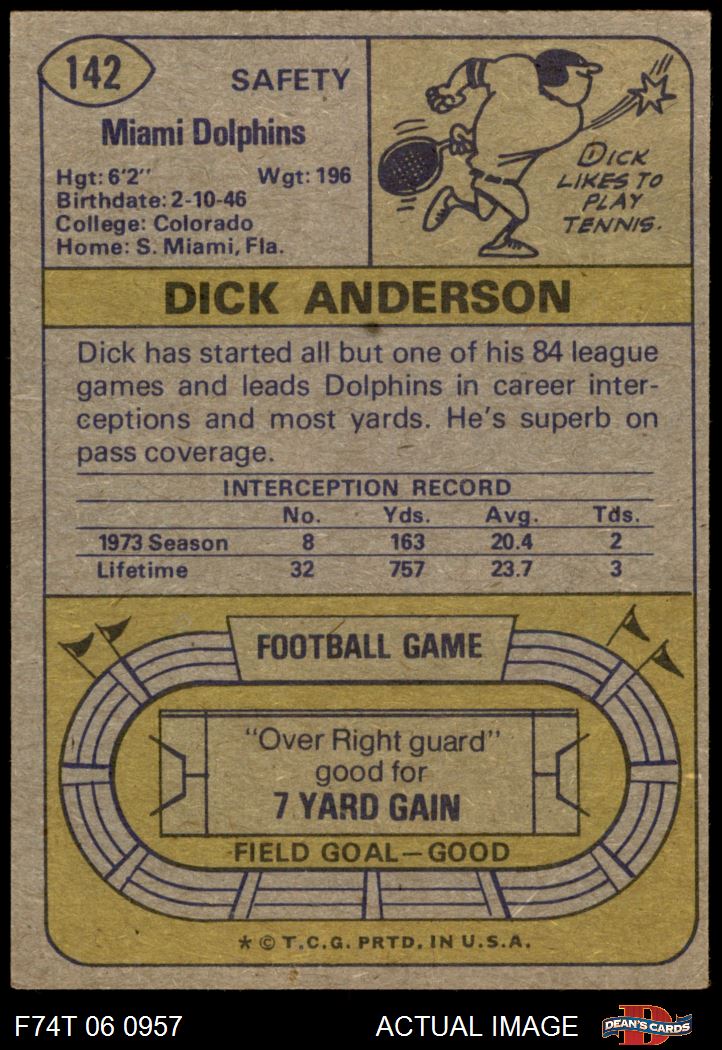 142
SAFETY
Miami Dolphins
Hgt: 6'2" Wgt: 196
Birthdate: 2-10-46
College: Colorado
Home: S. Miami, Fla.
DICK
LIKES TO
PLAY
TENNIS.
DICK ANDERSON
Dick has started all but one of his 84 league
games and leads Dolphins in career inter-
ceptions and most yards. He's superb on
pass coverage.
INTERCEPTION RECORD
No. Yds. Avg. Tds.
1973 Season 8 163 20.4 2
Lifetime 32 757 23.7 3
FOOTBALL GAME
"Over Right guard"
good for
7 YARD GAIN
FIELD GOAL—GOOD
* © T.C.G. PRTD. IN U.S.A.
F74T 06 0957 ACTUAL IMAGE D DEAN'S CARDS